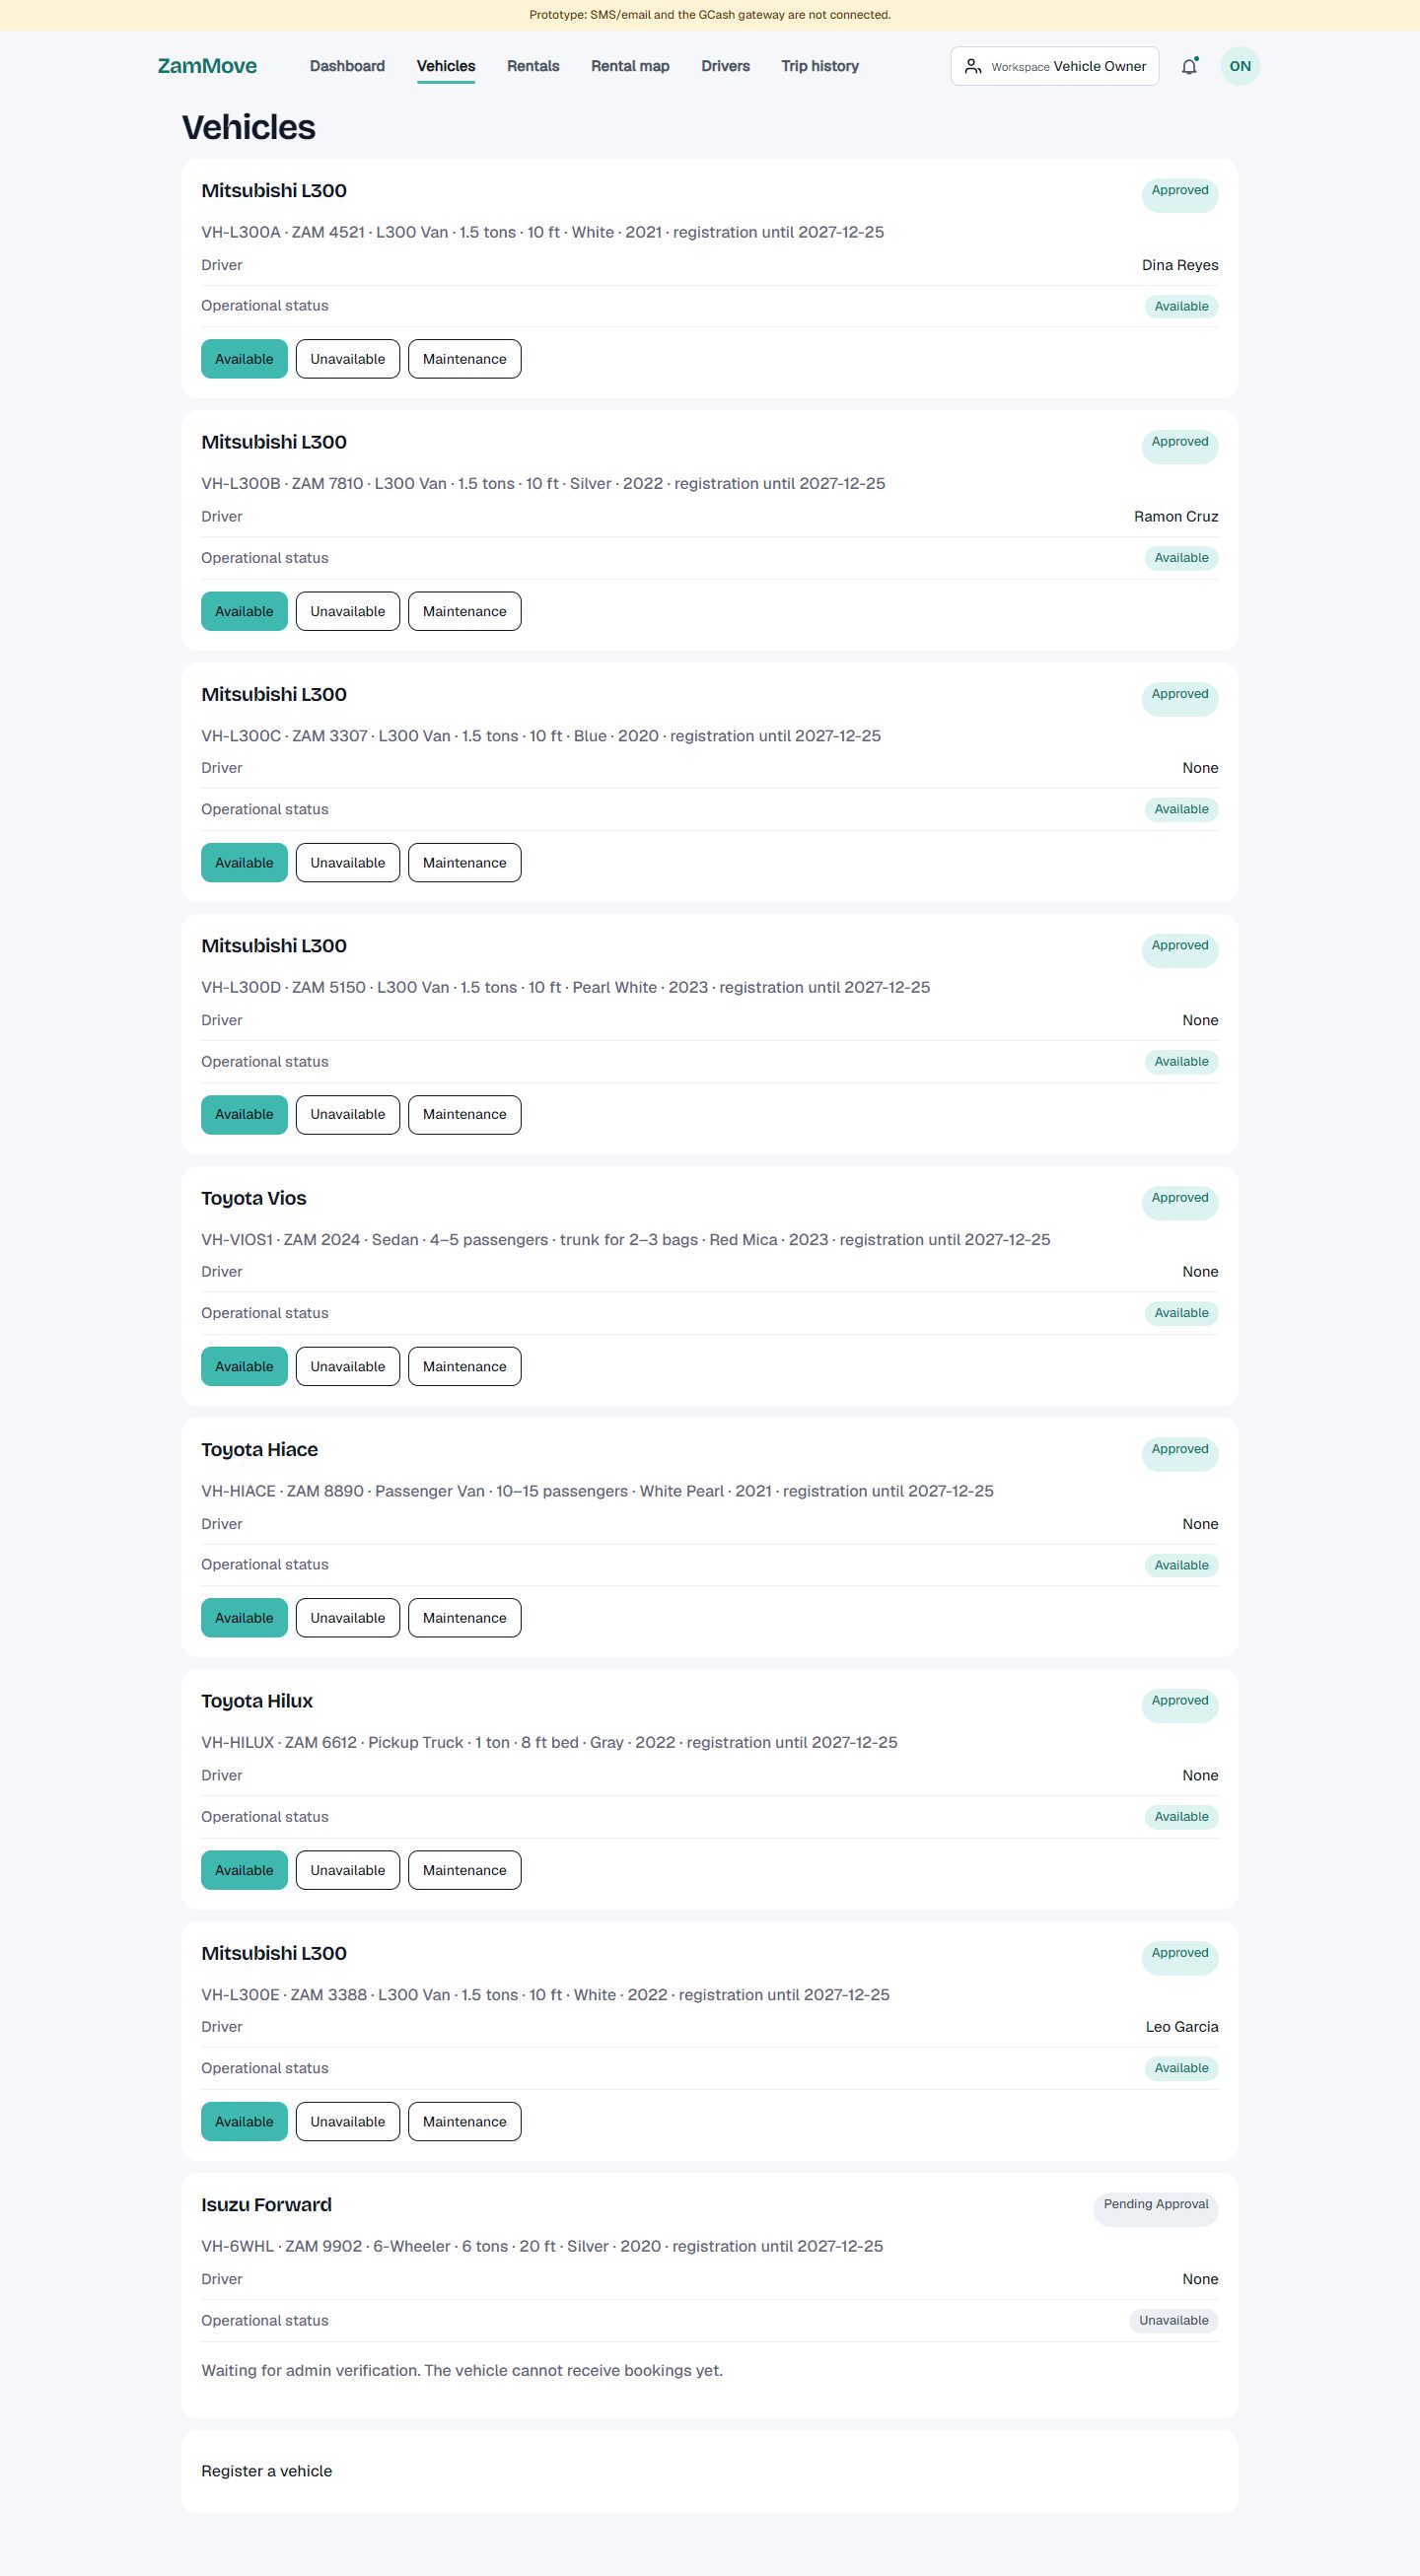 Prototype: SMS/email and the GCash gateway are not connected.
ZamMove Dashboard Vehicles Rentals Rental map Drivers Trip history Workspace Vehicle Owner ON
Vehicles
Mitsubishi L300 Approved
VH-L300A · ZAM 4521 · L300 Van · 1.5 tons · 10 ft · White · 2021 · registration until 2027-12-25
Driver Dina Reyes
Operational status Available
Available Unavailable Maintenance
Mitsubishi L300 Approved
VH-L300B · ZAM 7810 · L300 Van · 1.5 tons · 10 ft · Silver · 2022 · registration until 2027-12-25
Driver Ramon Cruz
Operational status Available
Available Unavailable Maintenance
Mitsubishi L300 Approved
VH-L300C · ZAM 3307 · L300 Van · 1.5 tons · 10 ft · Blue · 2020 · registration until 2027-12-25
Driver None
Operational status Available
Available Unavailable Maintenance
Mitsubishi L300 Approved
VH-L300D · ZAM 5150 · L300 Van · 1.5 tons · 10 ft · Pearl White · 2023 · registration until 2027-12-25
Driver None
Operational status Available
Available Unavailable Maintenance
Toyota Vios Approved
VH-VIOS1 · ZAM 2024 · Sedan · 4–5 passengers · trunk for 2–3 bags · Red Mica · 2023 · registration until 2027-12-25
Driver None
Operational status Available
Available Unavailable Maintenance
Toyota Hiace Approved
VH-HIACE · ZAM 8890 · Passenger Van · 10–15 passengers · White Pearl · 2021 · registration until 2027-12-25
Driver None
Operational status Available
Available Unavailable Maintenance
Toyota Hilux Approved
VH-HILUX · ZAM 6612 · Pickup Truck · 1 ton · 8 ft bed · Gray · 2022 · registration until 2027-12-25
Driver None
Operational status Available
Available Unavailable Maintenance
Mitsubishi L300 Approved
VH-L300E · ZAM 3388 · L300 Van · 1.5 tons · 10 ft · White · 2022 · registration until 2027-12-25
Driver Leo Garcia
Operational status Available
Available Unavailable Maintenance
Isuzu Forward Pending Approval
VH-6WHL · ZAM 9902 · 6-Wheeler · 6 tons · 20 ft · Silver · 2020 · registration until 2027-12-25
Driver None
Operational status Unavailable
Waiting for admin verification. The vehicle cannot receive bookings yet.
Register a vehicle